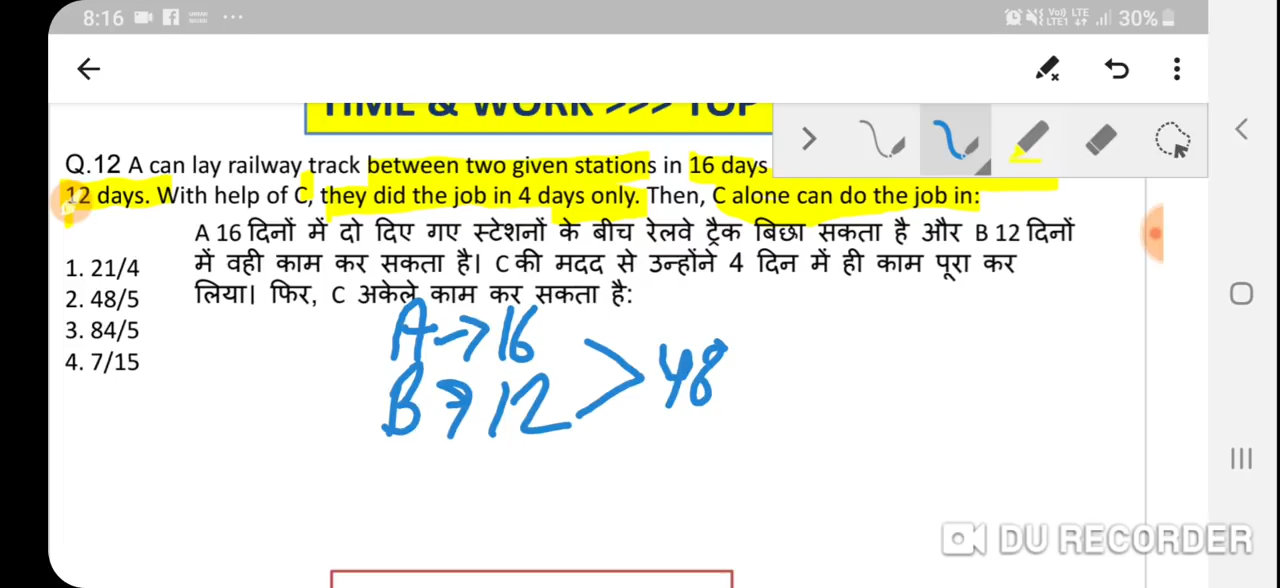 8:16
VoD LTE
LTE1
30%
TIME & WORK >>> TOP
Q.12 A can lay railway track between two given stations in 16 days
12 days. With help of C, they did the job in 4 days only. Then, C alone can do the job in:
A 16 दिनों में दो दिए गए स्टेशनों के बीच रेलवे ट्रैक बिछा सकता है और B 12 दिनों
में वही काम कर सकता है। C की मदद से उन्होंने 4 दिन में ही काम पूरा कर
लिया। फिर, C अकेले काम कर सकता है:
1. 21/4
2. 48/5
3. 84/5
4. 7/15
A → 16
B → 12 > 48
DU RECORDER